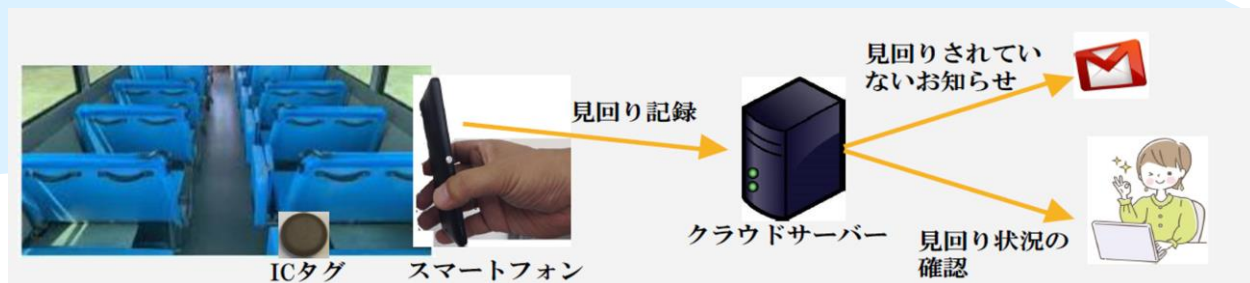 見回りされてい
ないお知らせ
見回り記録
クラウドサーバー
見回り状況の
確認
ICタグ
スマートフォン